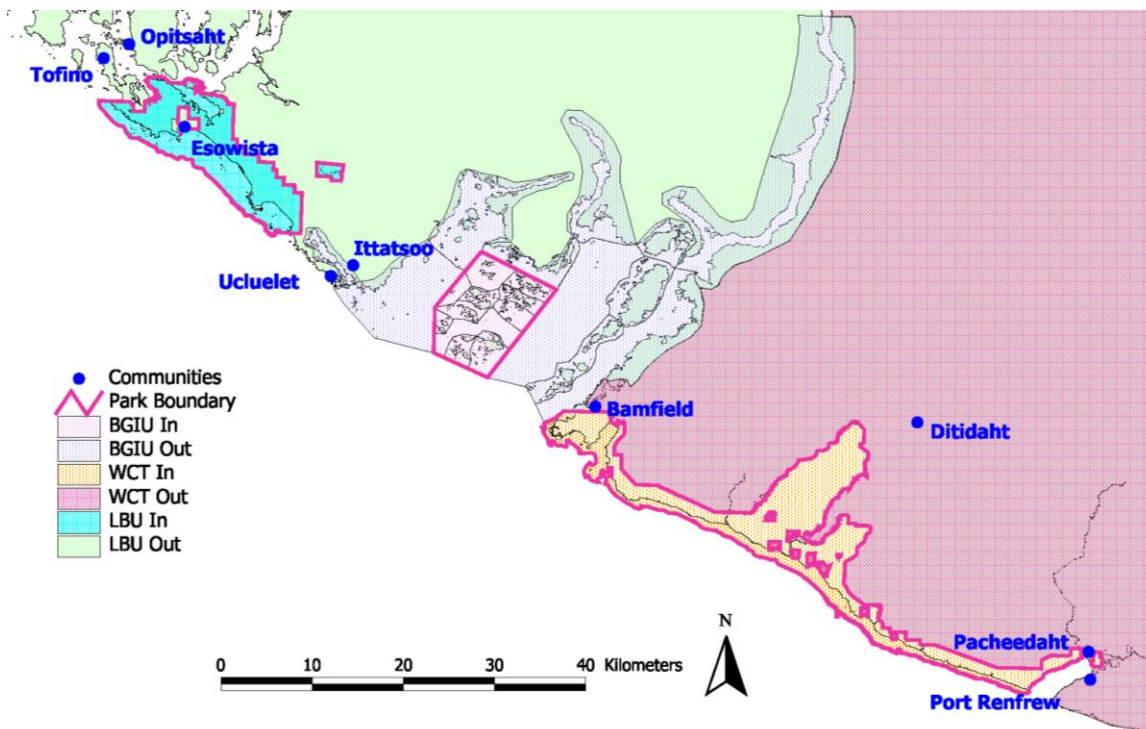 Opitsaht
Tofino
Esowista
Ittatsoo
Ucluelet
Communities
Park Boundary
BGIU In
BGIU Out
WCT In
WCT Out
LBU In
LBU Out
Bamfield
Ditidaht
Pacheedaht
Port Renfrew
N
0 10 20 30 40 Kilometers